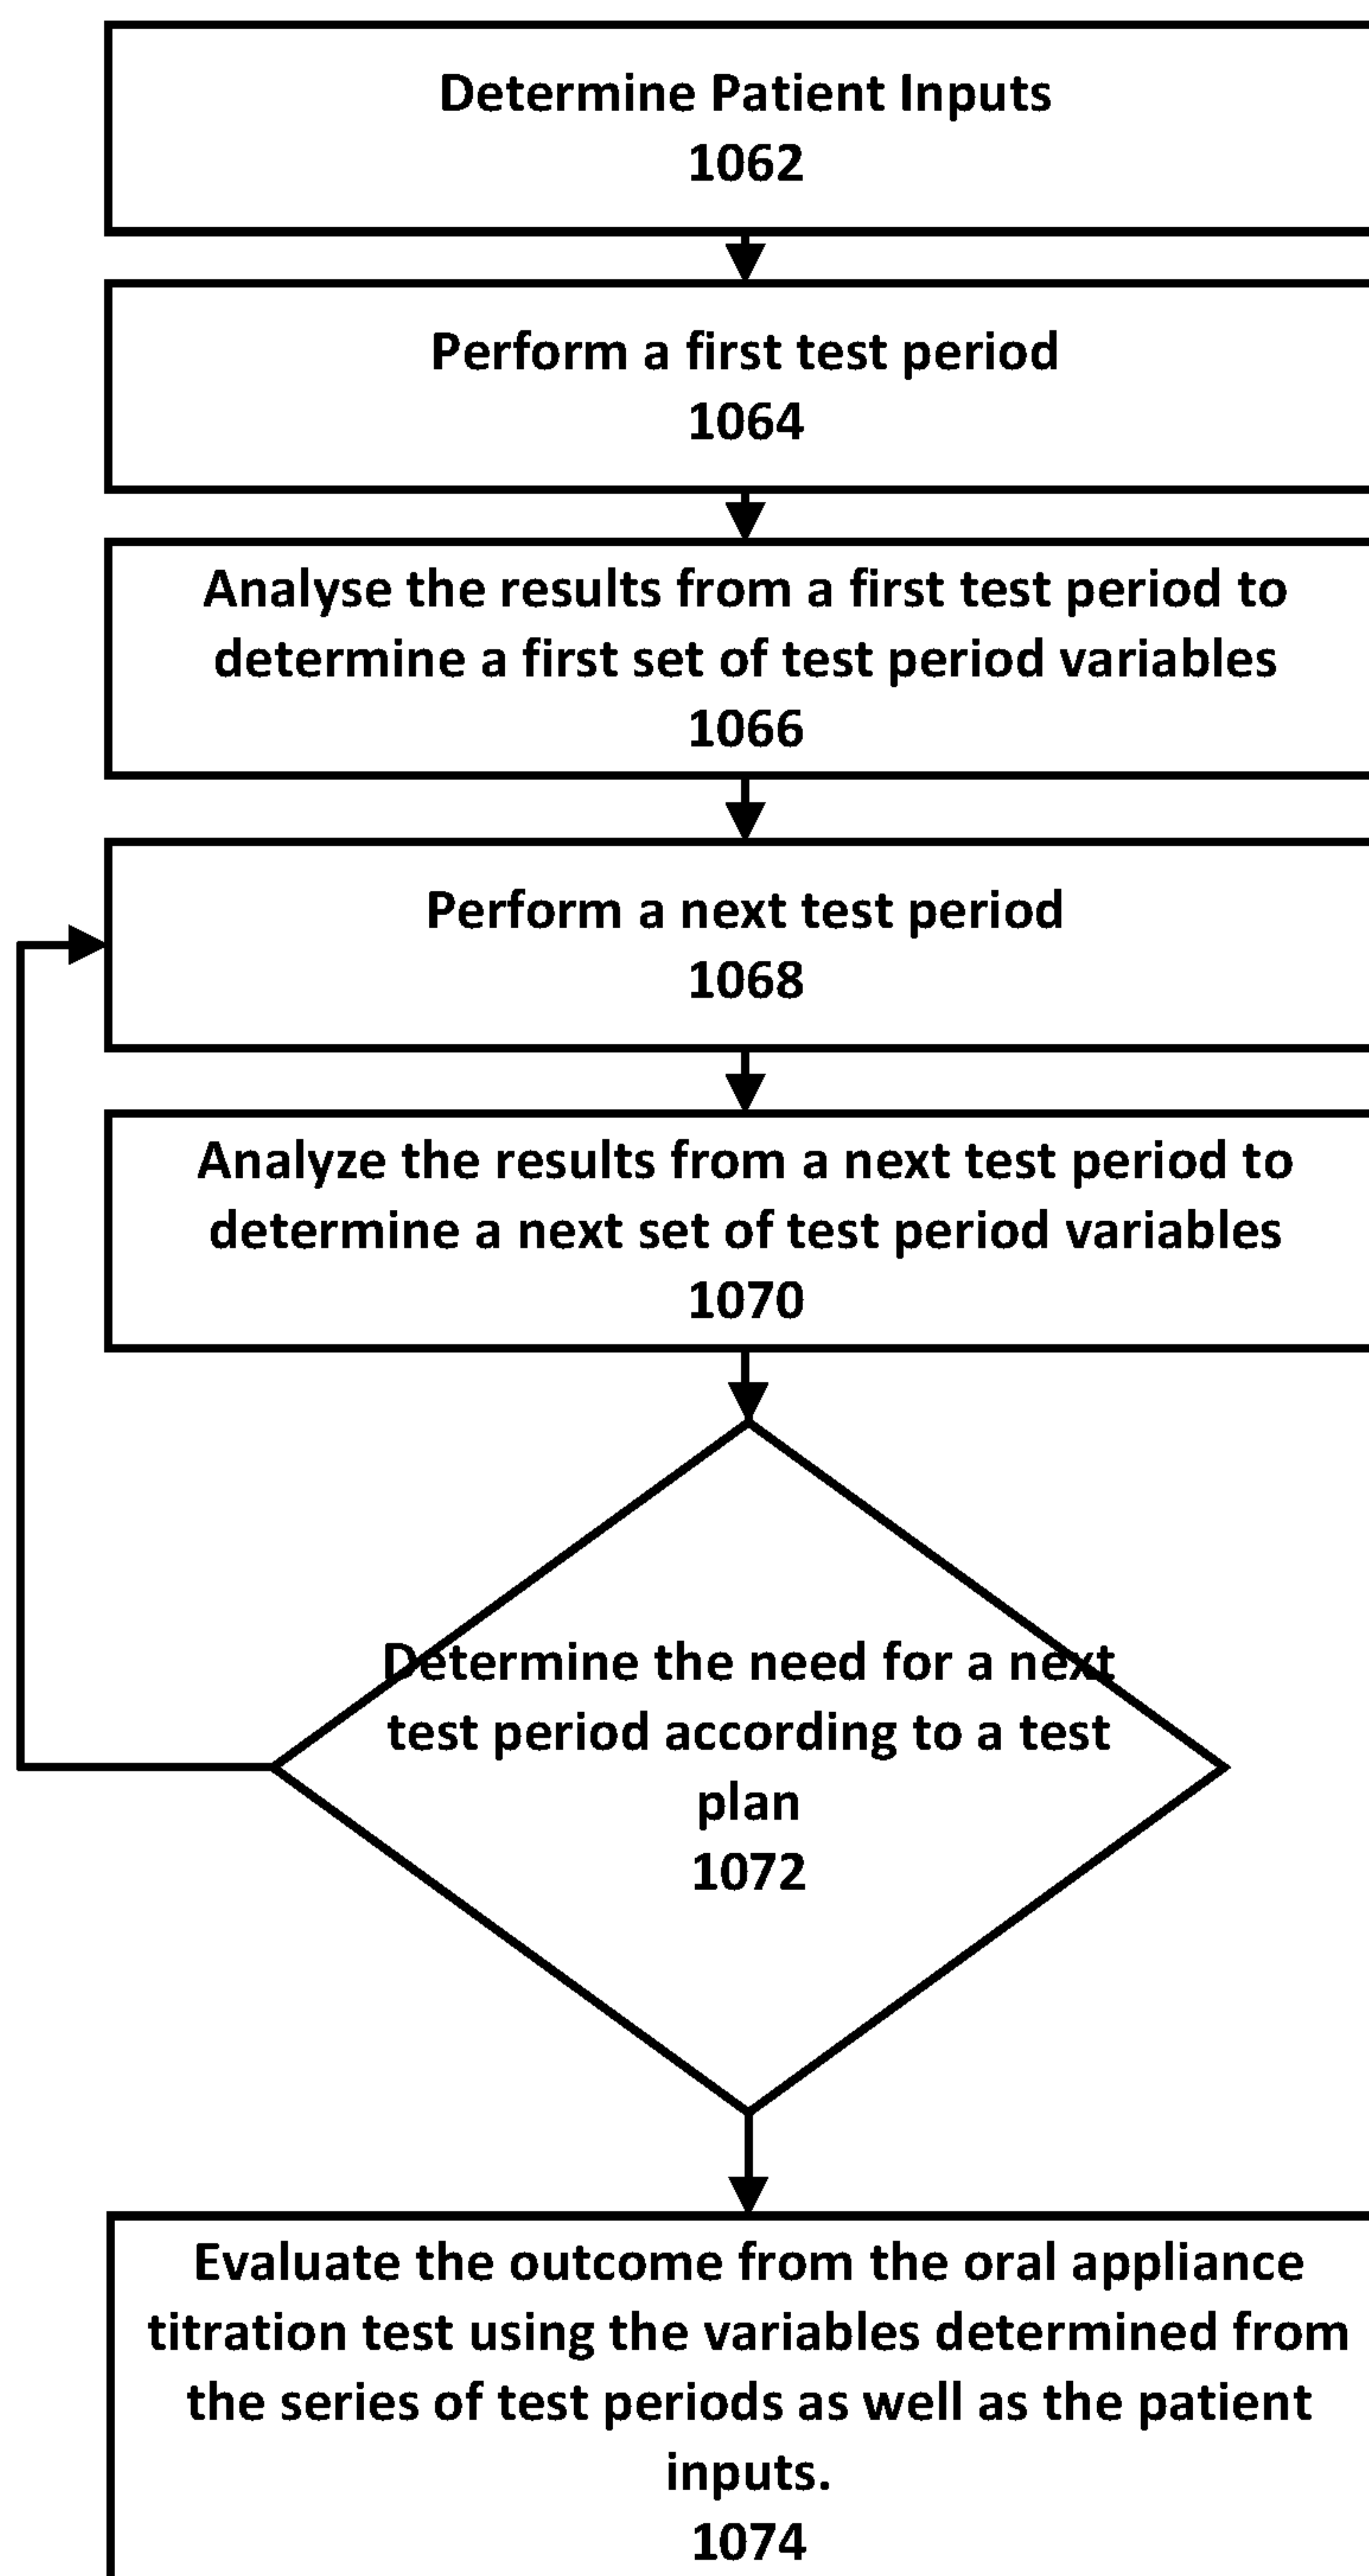 Determine Patient Inputs
1062
Perform a first test period
1064
Analyse the results from a first test period to
determine a first set of test period variables
1066
Perform a next test period
1068
Analyze the results from a next test period to
determine a next set of test period variables
1070
Determine the need for a next
test period according to a test
plan
1072
Evaluate the outcome from the oral appliance
titration test using the variables determined from
the series of test periods as well as the patient
inputs.
1074